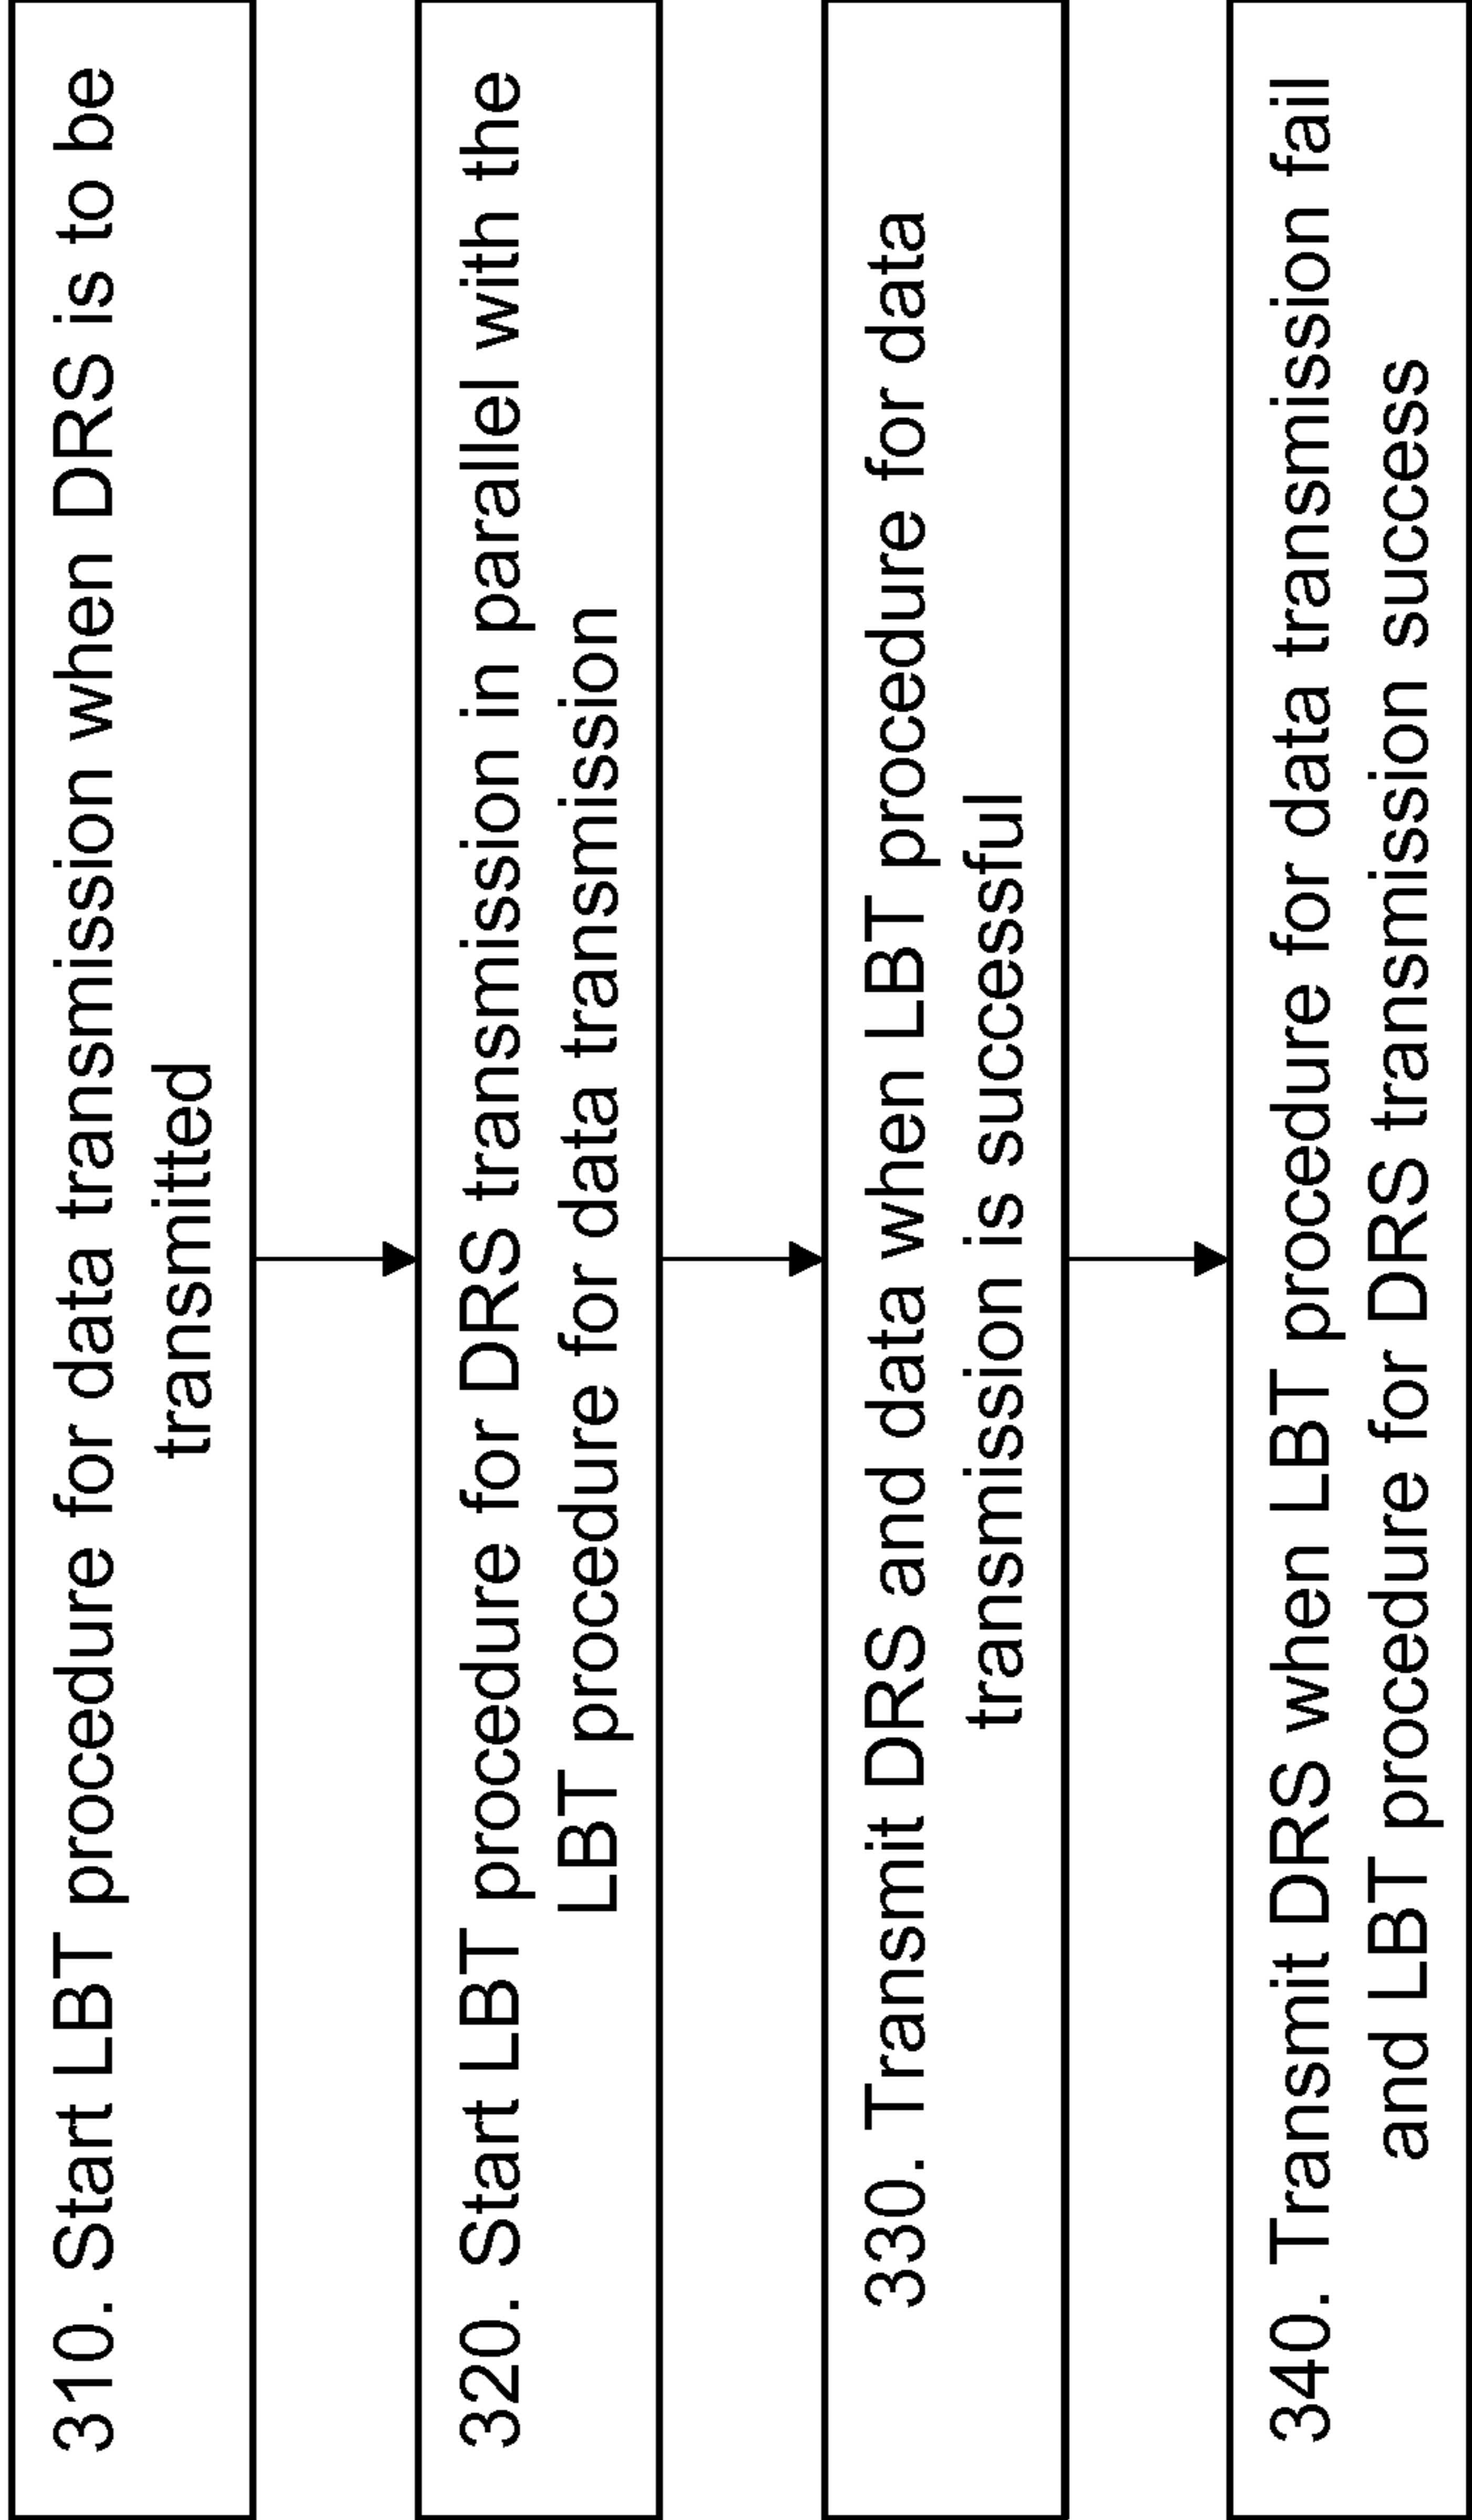 310. Start LBT procedure for data transmission when DRS is to be
transmitted
320. Start LBT procedure for DRS transmission in parallel with the
LBT procedure for data transmission
330. Transmit DRS and data when LBT procedure for data
transmission is successful
340. Transmit DRS when LBT procedure for data transmission fail
and LBT procedure for DRS transmission success